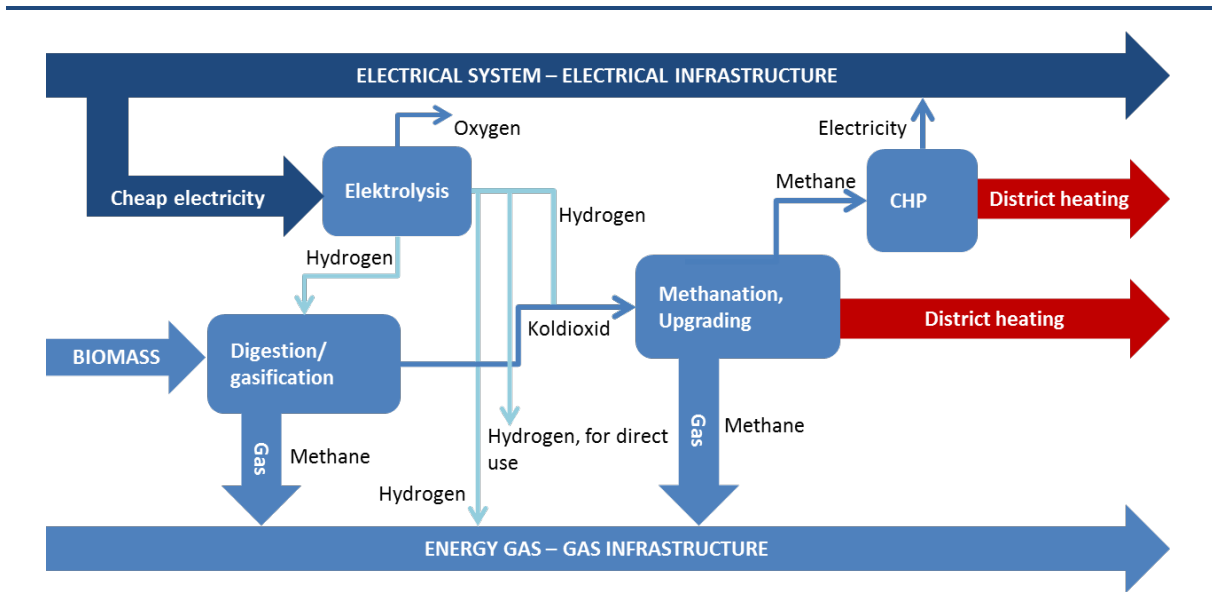 ELECTRICAL SYSTEM – ELECTRICAL INFRASTRUCTURE
Oxygen
Electricity
Cheap electricity
Elektrolysis
Hydrogen
Methane
CHP
District heating
Hydrogen
Methanation,
Upgrading
District heating
Koldioxid
BIOMASS
Digestion/
gasification
Gas
Methane
Hydrogen, for direct
use
Hydrogen
Gas
Methane
ENERGY GAS – GAS INFRASTRUCTURE